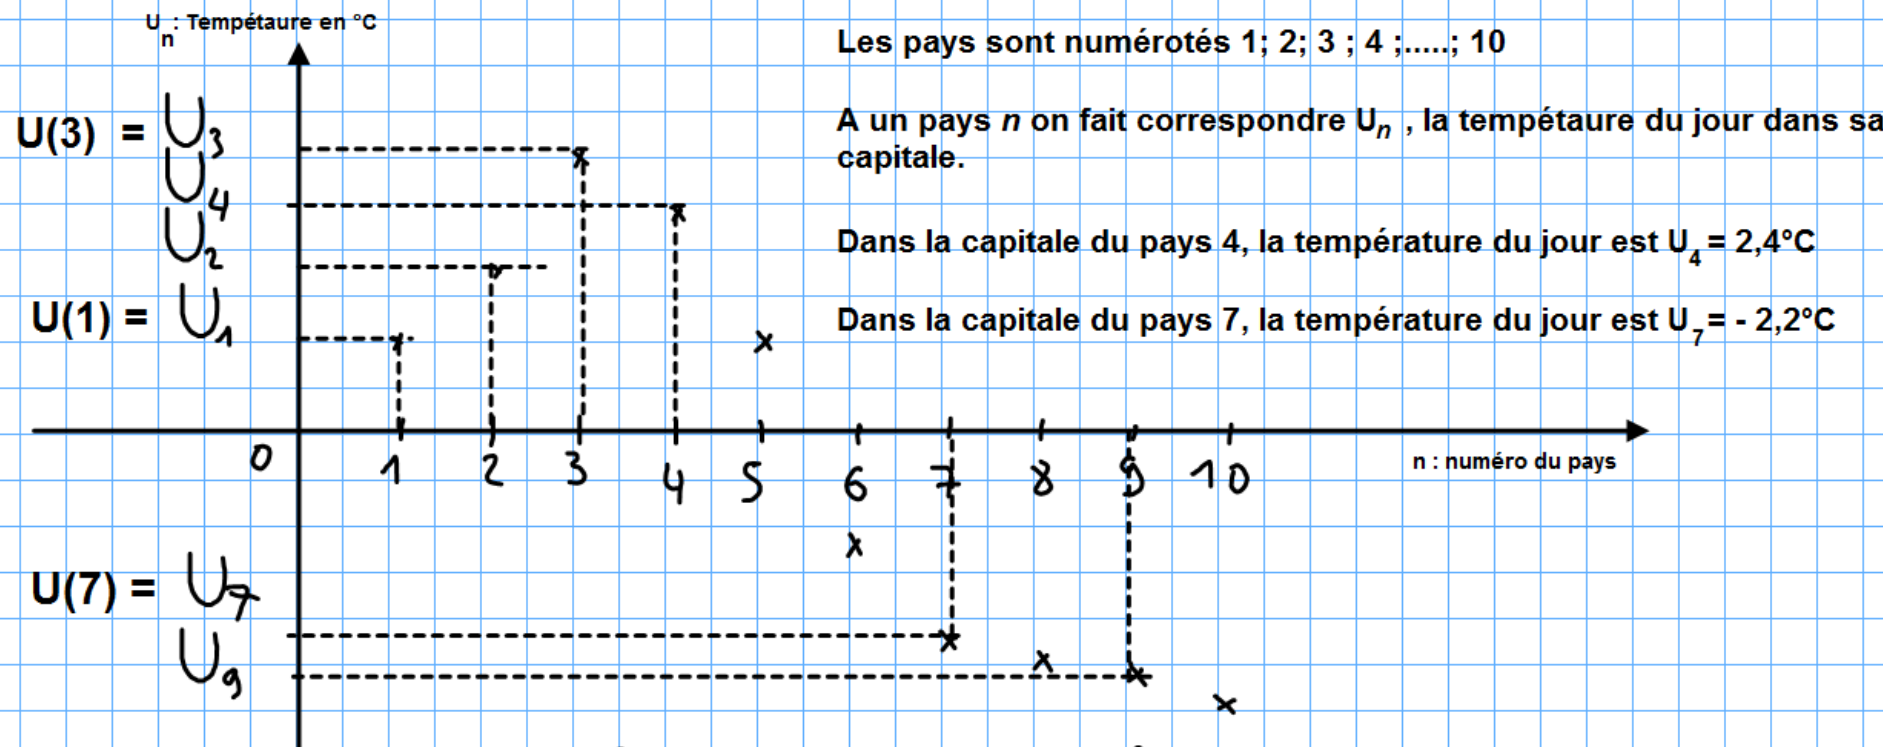 Un : Tempétaure en °C
Les pays sont numérotés 1; 2; 3 ; 4 ;.....; 10
A un pays n on fait correspondre Un , la tempétaure du jour dans sa
capitale.
Dans la capitale du pays 4, la température du jour est U4 = 2,4°C
Dans la capitale du pays 7, la température du jour est U7 = - 2,2°C
U(3) = U3
U4
U2
U(1) = U1
0 1 2 3 4 5 6 7 8 9 10
n : numéro du pays
U(7) = U7
U9